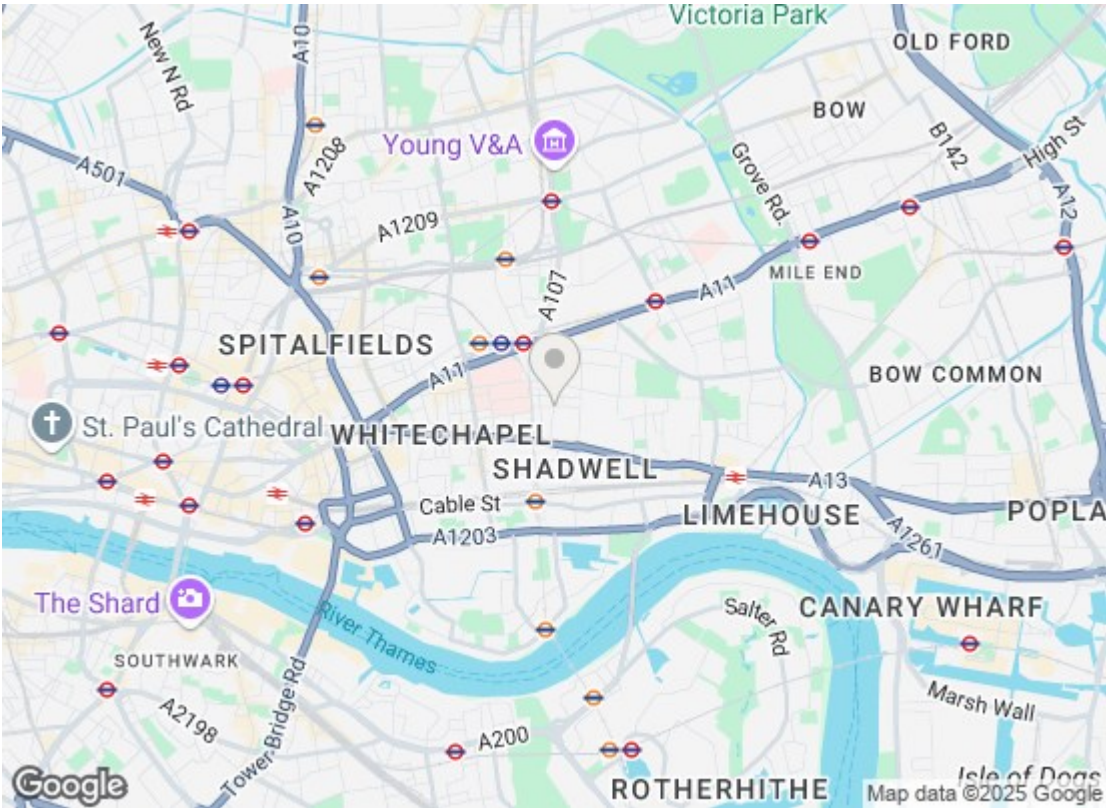 Victoria Park
OLD FORD
New N Rd
A10
BOW
B142
High St
Young V&A
A1208
Grove Rd.
A501
A12
A10
A1209
MILE END
A107
A11
SPITALFIELDS
A11
BOW COMMON
St. Paul's Cathedral
WHITECHAPEL
SHADWELL
A13
Cable St
LIMEHOUSE
POPLA
A1203
A1261
The Shard
River Thames
Salter Rd
CANARY WHARF
SOUTHWARK
Marsh Wall
A2198
Tower Bridge Rd
A200
Isle of Dogs
ROTHERHITHE
Google
Map data ©2025 Google